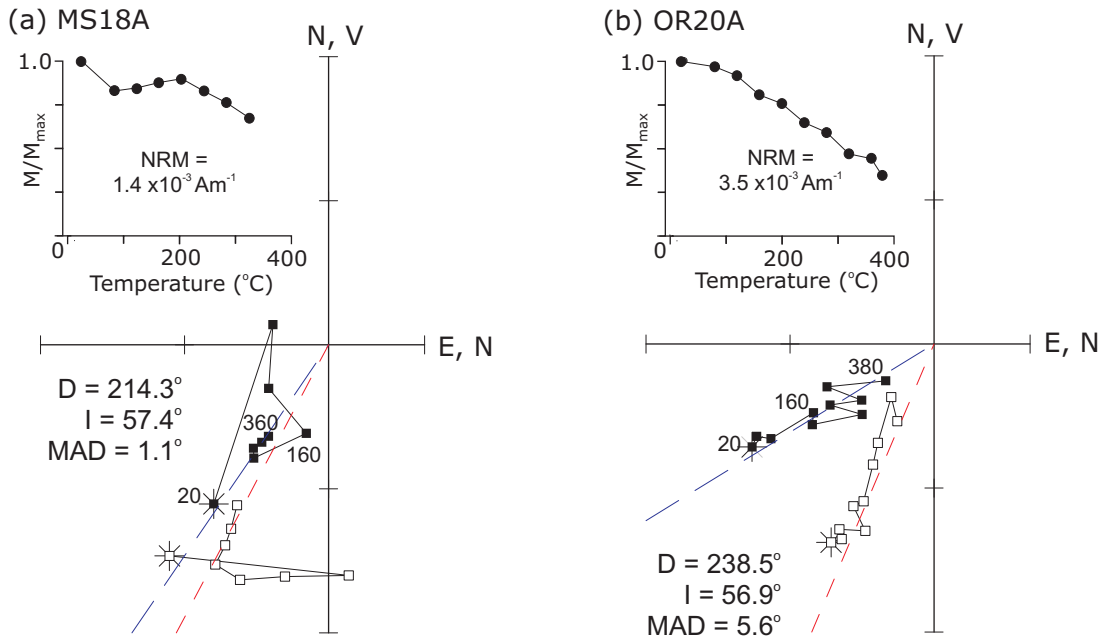 (a) MS18A
N, V
1.0
M/Mmax
NRM =
1.4 x10⁻³ Am⁻¹
0
0
200
400
Temperature (°C)
E, N
D = 214.3°
I = 57.4°
MAD = 1.1°
360
160
20
(b) OR20A
N, V
1.0
M/Mmax
NRM =
3.5 x10⁻³ Am⁻¹
0
0
200
400
Temperature (°C)
E, N
380
160
20
D = 238.5°
I = 56.9°
MAD = 5.6°